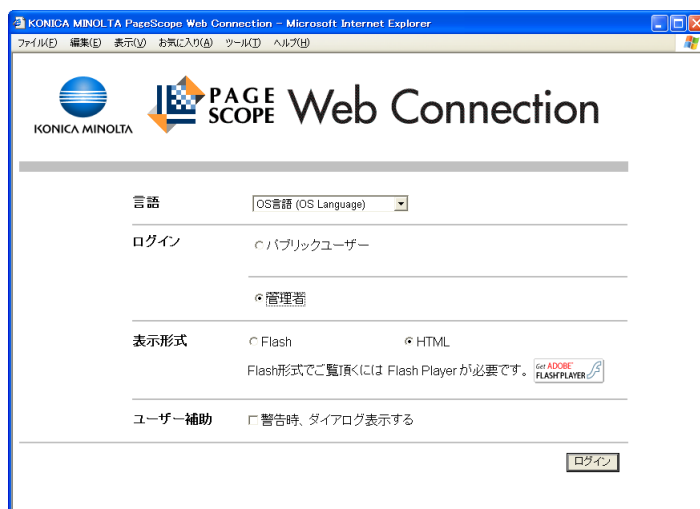 KONICA MINOLTA PageScope Web Connection - Microsoft Internet Explorer
ファイル(F) 編集(E) 表示(V) お気に入り(A) ツール(T) ヘルプ(H)
KONICA MINOLTA
PAGE SCOPE Web Connection
言語 OS言語 (OS Language)
ログイン パブリックユーザー
管理者
表示形式 Flash HTML
Flash形式でご覧頂くには Flash Player が必要です。 Get ADOBE FLASH PLAYER
ユーザー補助 警告時、ダイアログ表示する
ログイン